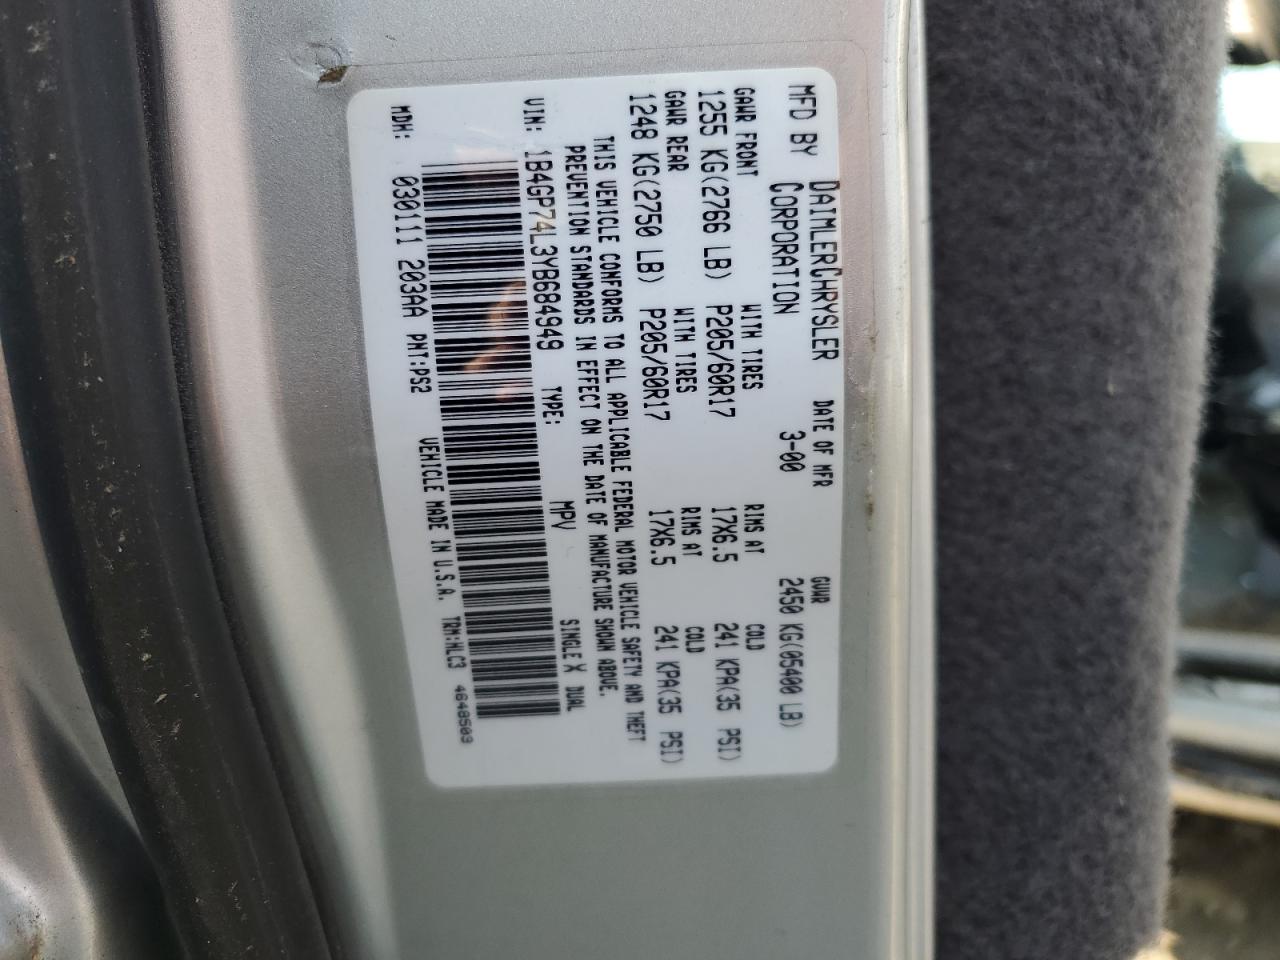 MFD BY DAIMLERCHRYSLER CORPORATION DATE OF MFR 3-00 GVWR 2450 KG(05400 LB)
GAWR FRONT WITH TIRES RIMS AT COLD
1255 KG(2766 LB) P205/60R17 17X6.5 241 KPA(35 PSI)
GAWR REAR WITH TIRES RIMS AT COLD
1248 KG(2750 LB) P205/60R17 17X6.5 241 KPA(35 PSI)
THIS VEHICLE CONFORMS TO ALL APPLICABLE FEDERAL MOTOR VEHICLE SAFETY AND THEFT
PREVENTION STANDARDS IN EFFECT ON THE DATE OF MANUFACTURE SHOWN ABOVE.
VIN: 1B4GP74L3YB684949 TYPE: MPV SINGLE X DUAL
MDH: 030111 203AA PNT:PS2 VEHICLE MADE IN U.S.A. TRM:HLC3 4648503